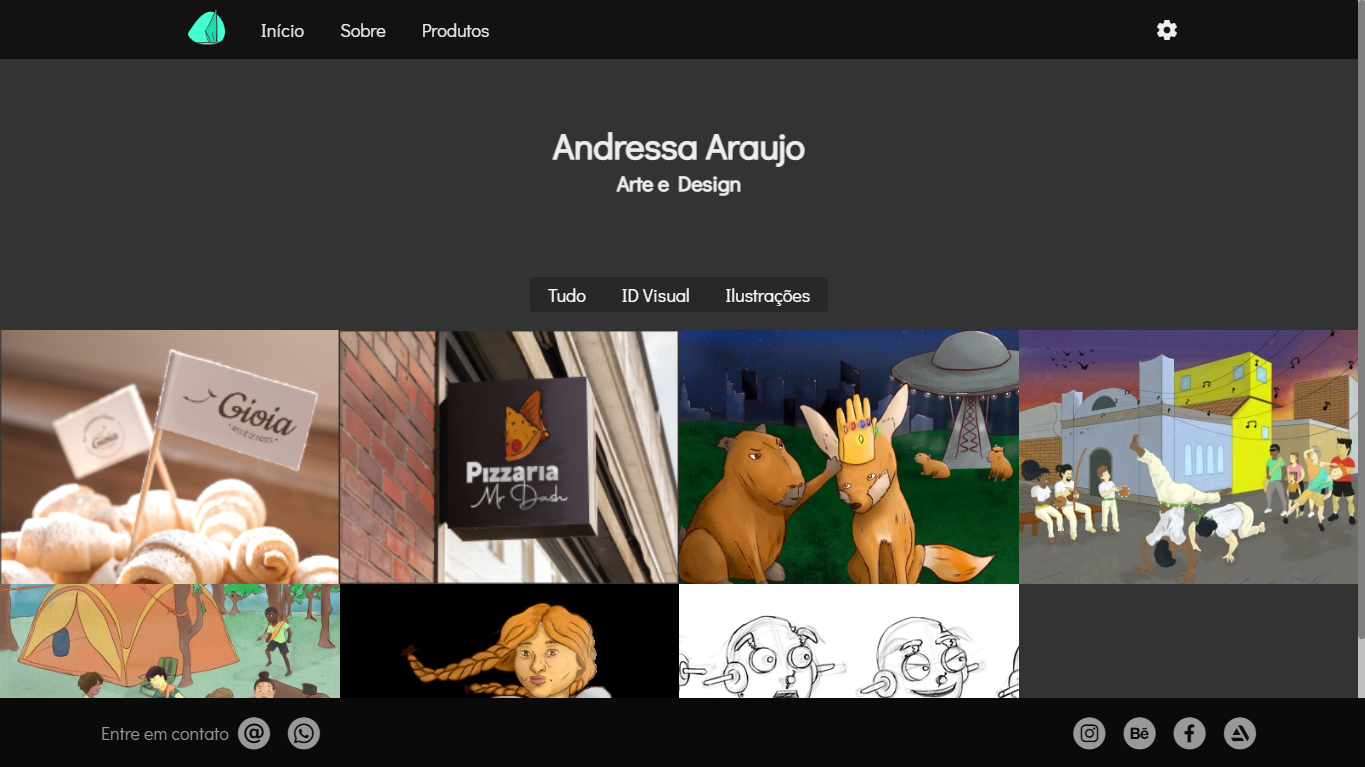 Início Sobre Produtos
Andressa Araujo
Arte e Design
Tudo ID Visual Ilustrações
Gioia
Gioia
Pizzaria
Mr Dash
Entre em contato
Bē